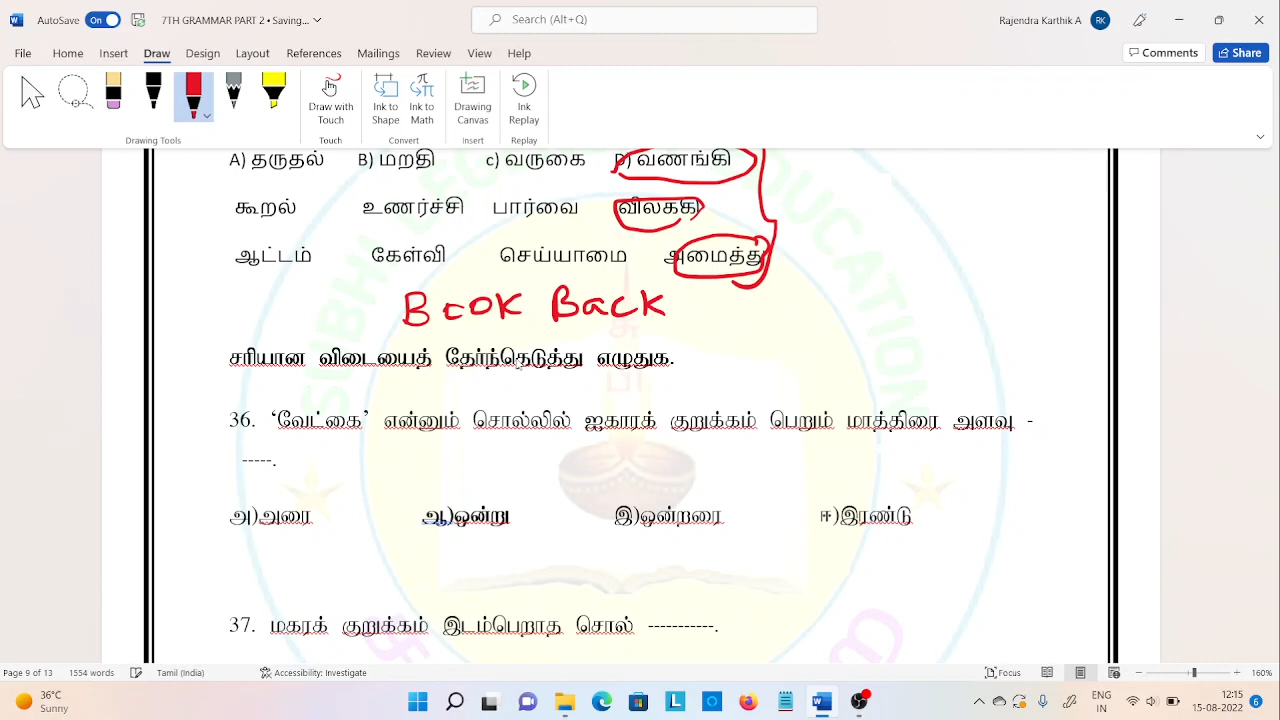 AutoSave On 7TH GRAMMAR PART 2 • Saving... Search (Alt+Q) Rajendra Karthik A RK
File Home Insert Draw Design Layout References Mailings Review View Help Comments Share
Draw with Touch Ink to Shape Ink to Math Drawing Canvas Ink Replay
Drawing Tools Touch Convert Insert Replay
A) தருதல் B) மறதி c) வருகை D) வணங்கி
கூறல் உணர்ச்சி பார்வை விலக்கி
ஆட்டம் கேள்வி செய்யாமை அமைத்து
Book Back
சரியான விடையைத் தேர்ந்தெடுத்து எழுதுக.
36. ‘வேட்கை’ என்னும் சொல்லில் ஐகாரக் குறுக்கம் பெறும் மாத்திரை அளவு -
-----.
அ)அரை ஆ)ஒன்று இ)ஒன்றரை ஈ)இரண்டு
37. மகரக் குறுக்கம் இடம்பெறாத சொல் -----------.
Page 9 of 13 1554 words Tamil (India) Accessibility: Investigate Focus 160%
36°C ENG 12:15
Sunny IN 15-08-2022 6